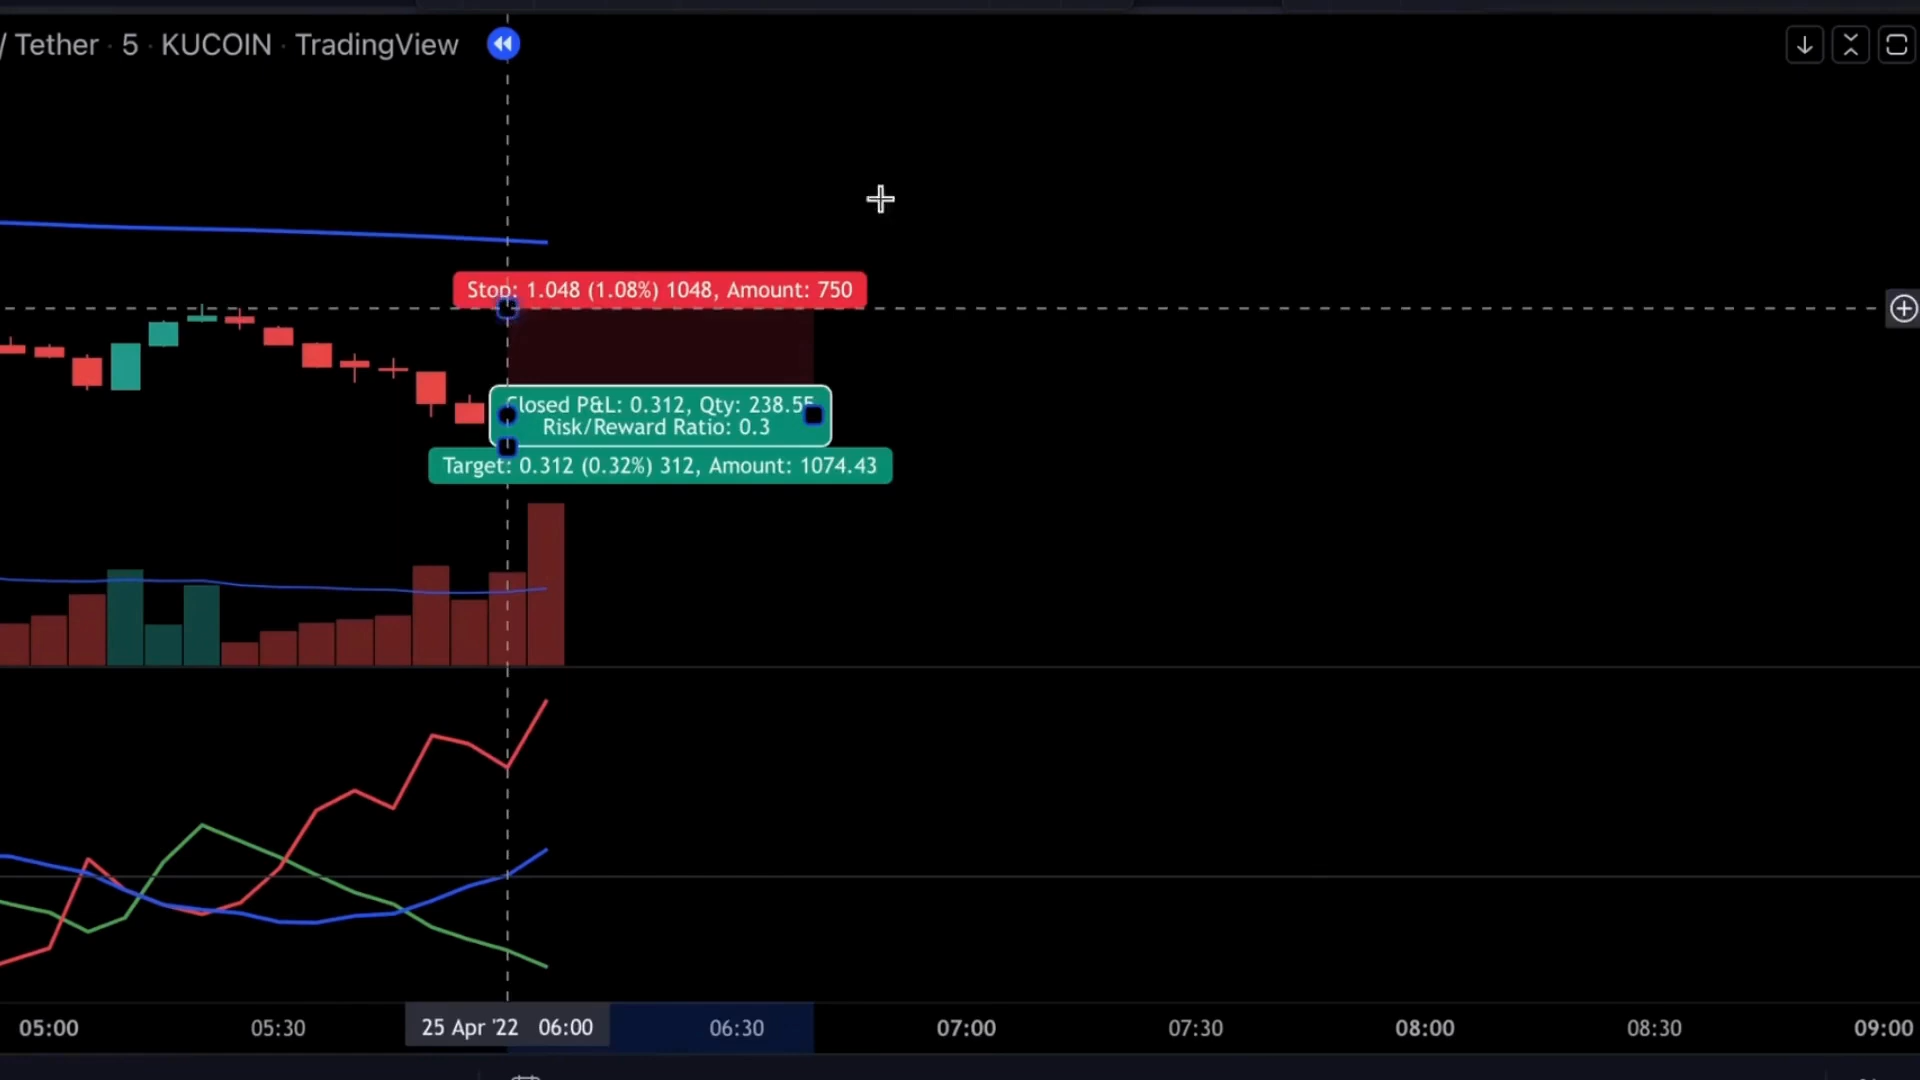 / Tether · 5 · KUCOIN · TradingView
Stop: 1.048 (1.08%) 1048, Amount: 750
Closed P&L: 0.312, Qty: 238.55
Risk/Reward Ratio: 0.3
Target: 0.312 (0.32%) 312, Amount: 1074.43
05:00 05:30 25 Apr '22 06:00 06:30 07:00 07:30 08:00 08:30 09:00